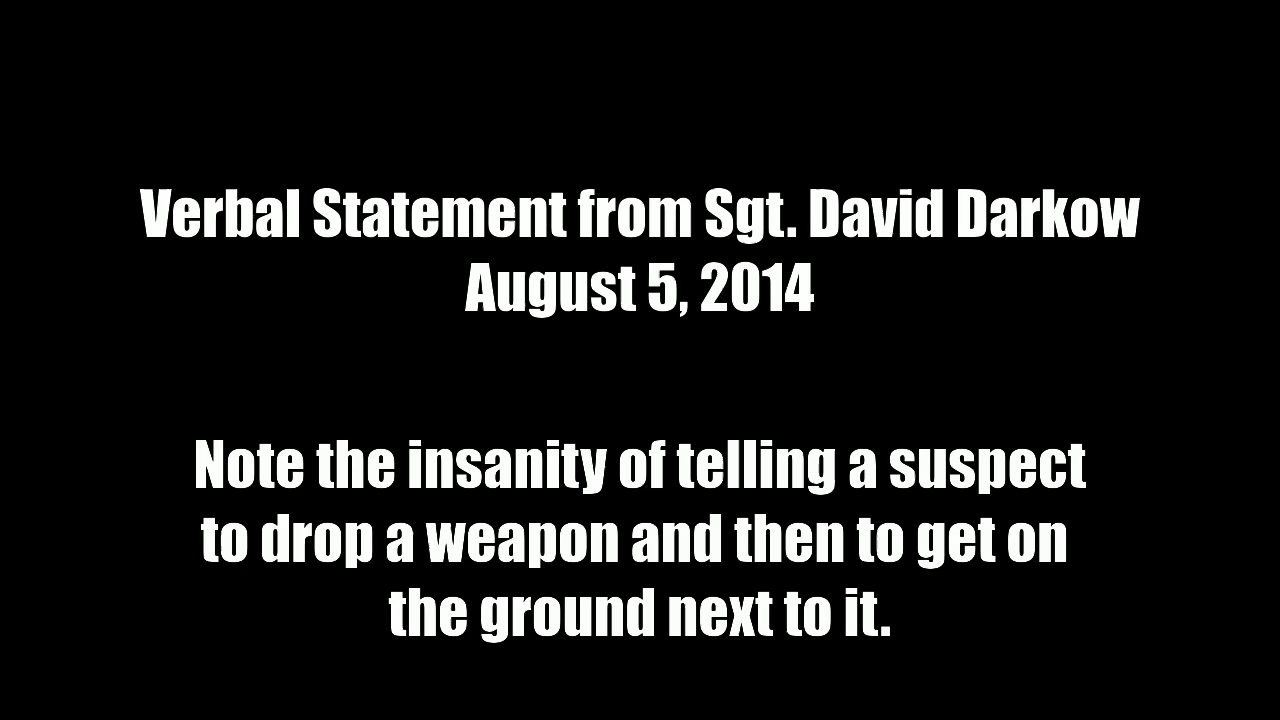 Verbal Statement from Sgt. David Darkow
August 5, 2014
Note the insanity of telling a suspect
to drop a weapon and then to get on
the ground next to it.